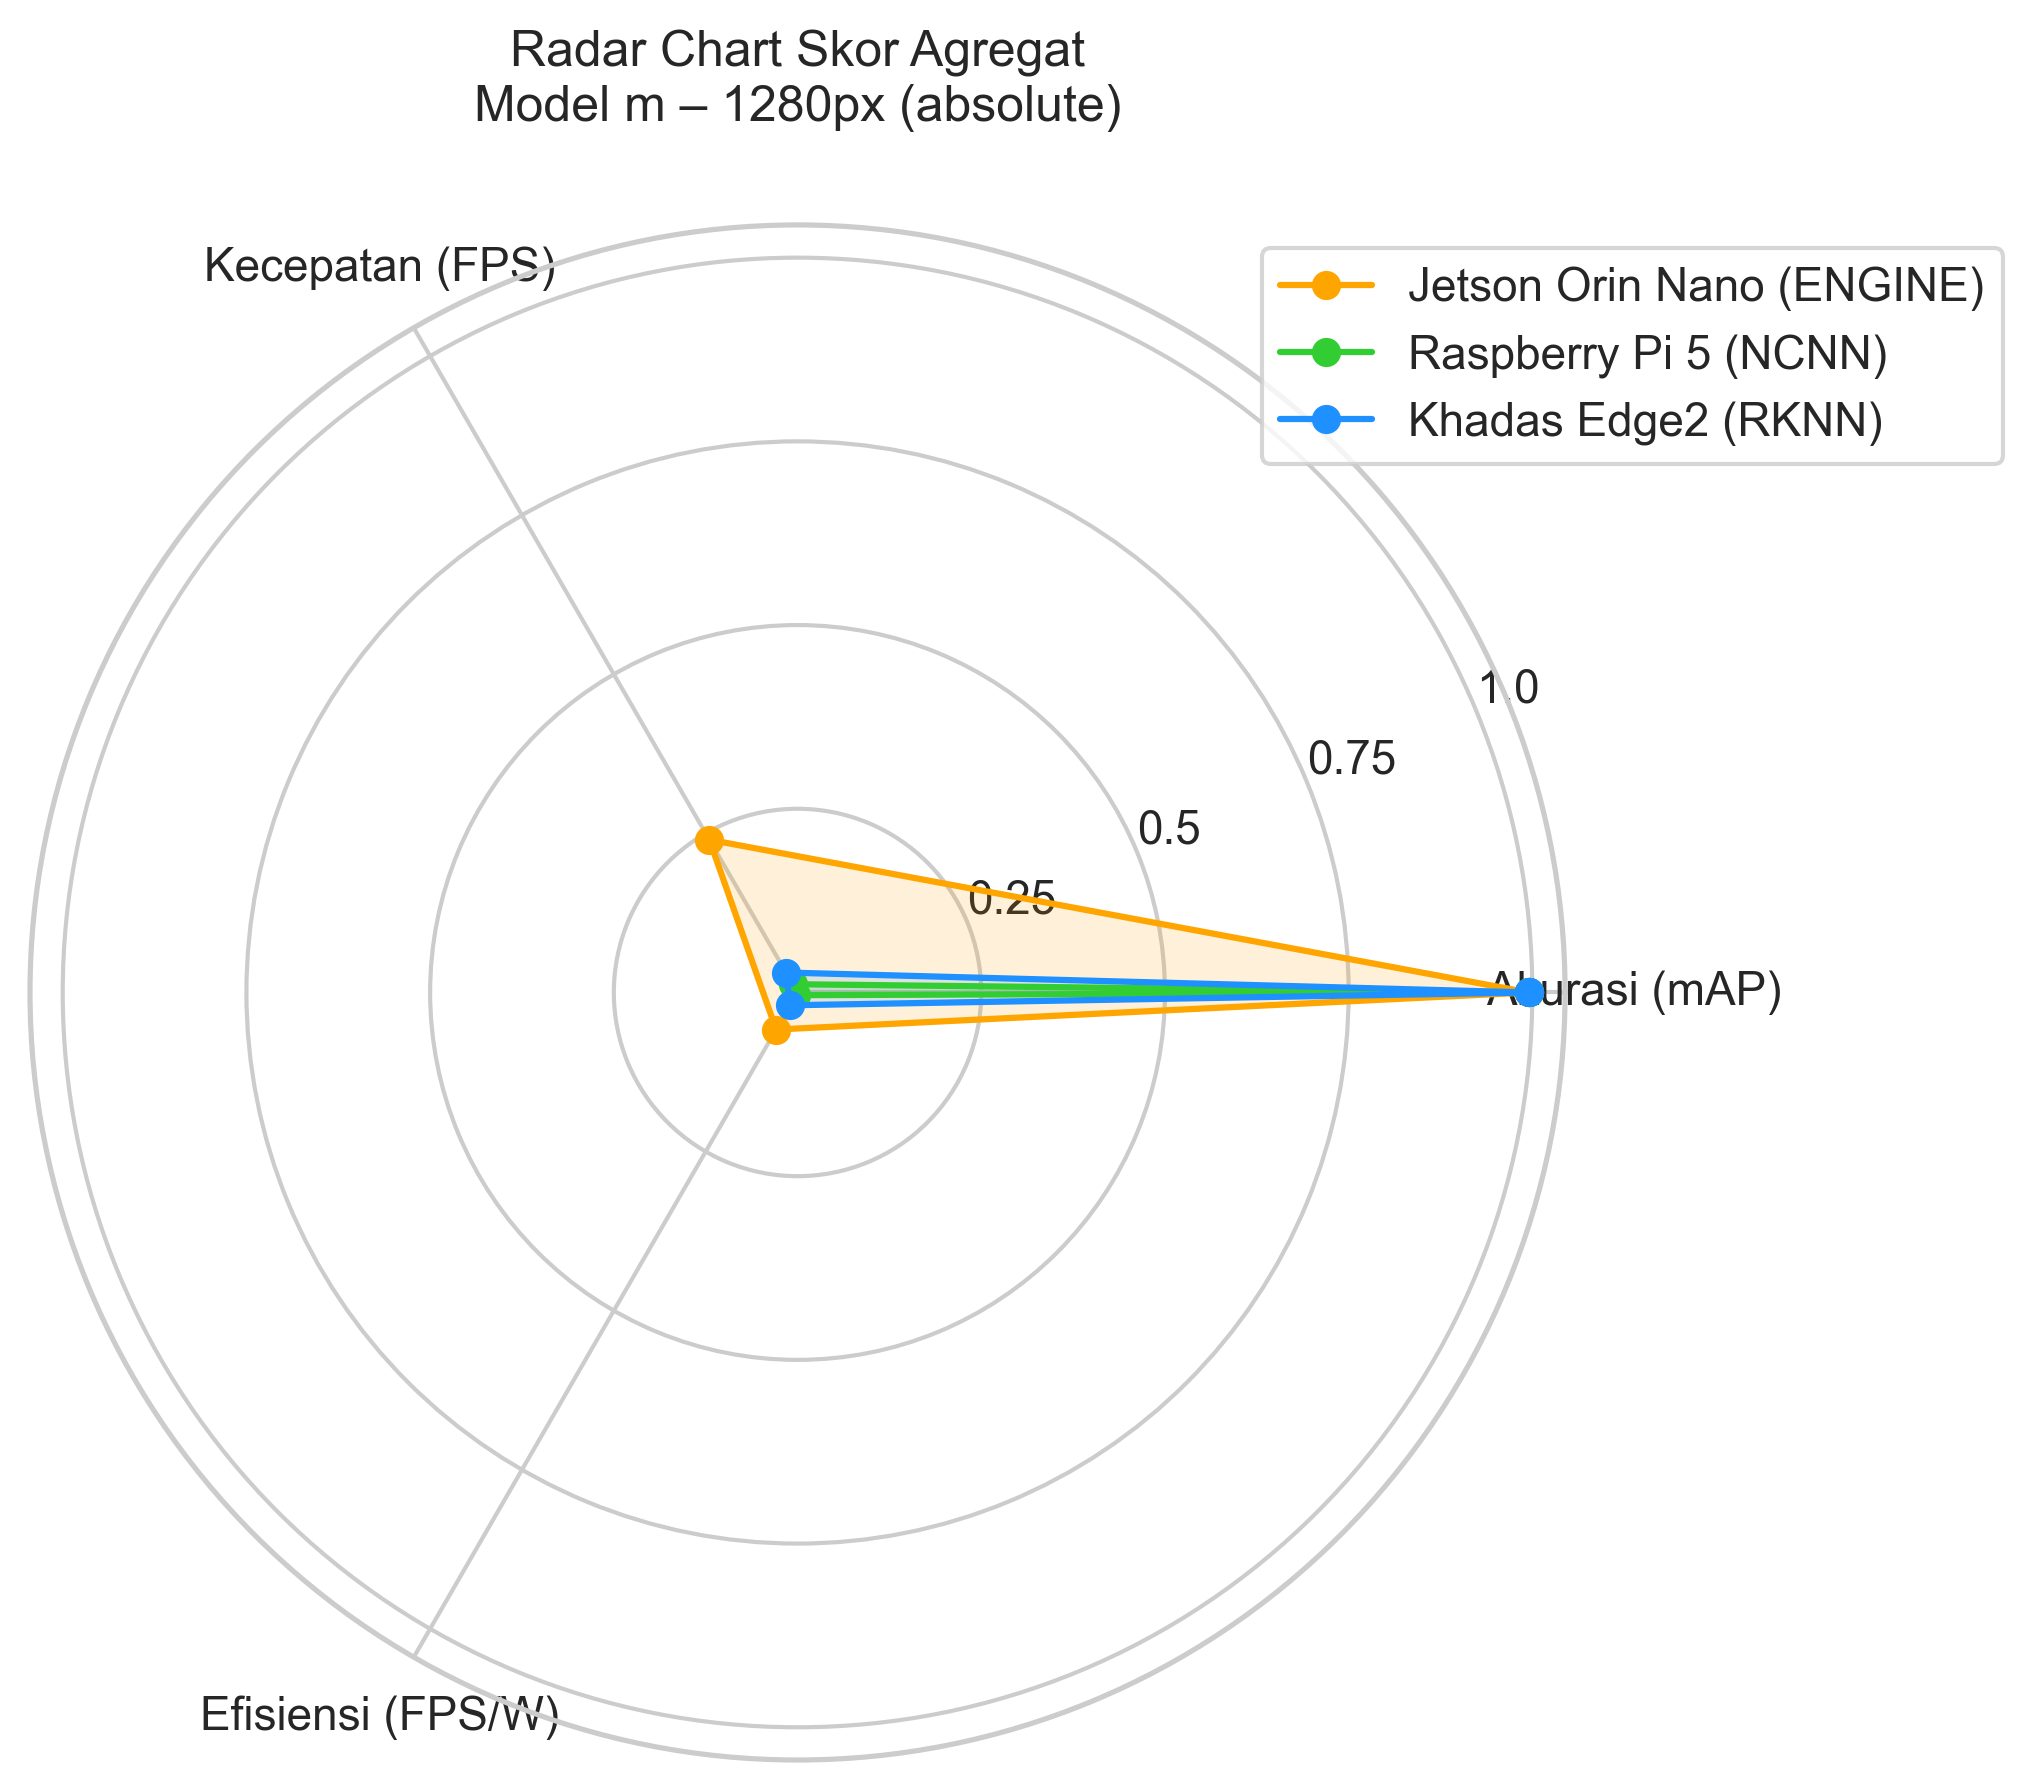 Radar Chart Skor Agregat
Model m – 1280px (absolute)
Kecepatan (FPS)
Jetson Orin Nano (ENGINE)
Raspberry Pi 5 (NCNN)
Khadas Edge2 (RKNN)
1.0
0.75
0.5
0.25
Akurasi (mAP)
Efisiensi (FPS/W)